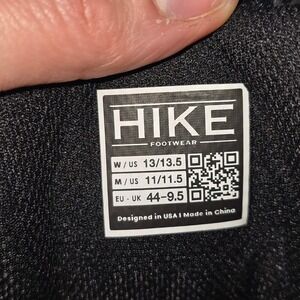 HIKE
FOOTWEAR
W / US 13/13.5
M / US 11/11.5
EU - UK 44-9.5
Designed in USA I Made in China